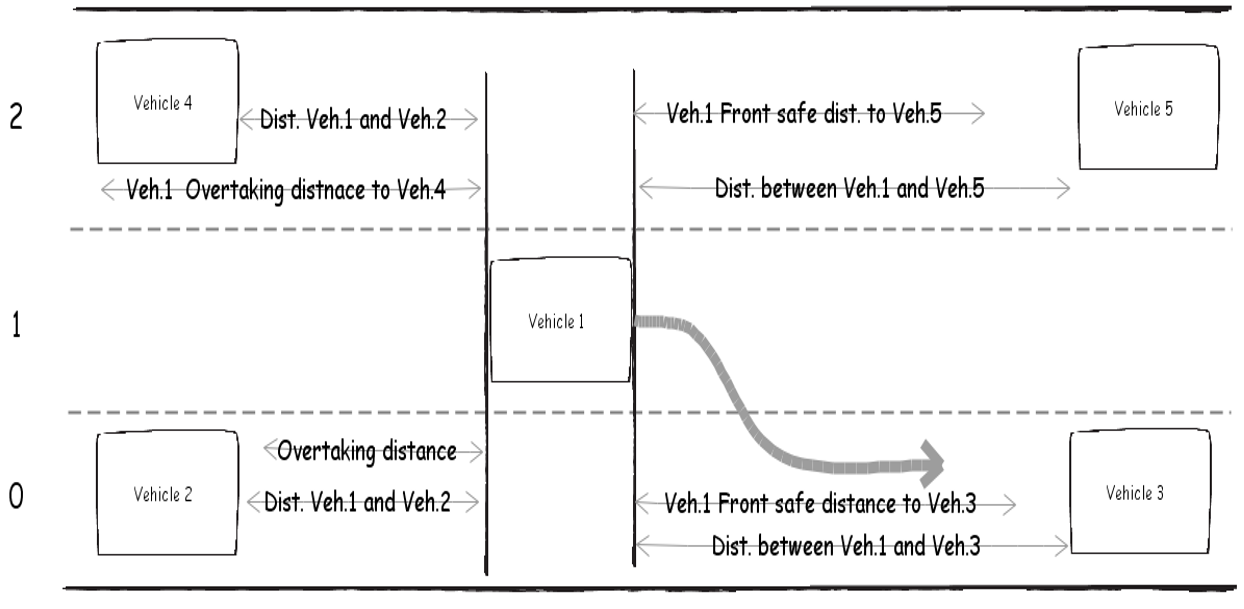 2
Vehicle 4
Dist. Veh.1 and Veh.2
Veh.1 Front safe dist. to Veh.5
Vehicle 5
Veh.1 Overtaking distnace to Veh.4
Dist. between Veh.1 and Veh.5
1
Vehicle 1
0
Vehicle 2
Overtaking distance
Dist. Veh.1 and Veh.2
Veh.1 Front safe distance to Veh.3
Dist. between Veh.1 and Veh.3
Vehicle 3